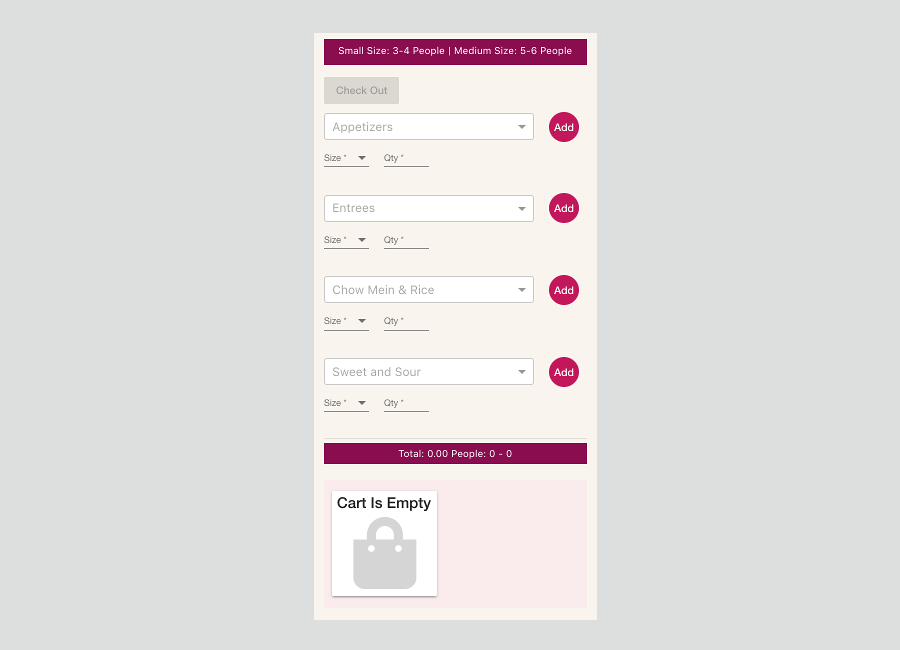 Small Size: 3-4 People | Medium Size: 5-6 People
Check Out
Appetizers Add
Size * Qty *
Entrees Add
Size * Qty *
Chow Mein & Rice Add
Size * Qty *
Sweet and Sour Add
Size * Qty *
Total: 0.00 People: 0 - 0
Cart Is Empty